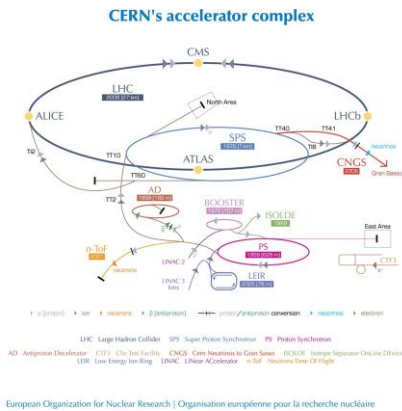 CERN's accelerator complex
CMS
LHC
2008 (27 km)
North Area
ALICE
LHCb
SPS
1976 (7 km)
TT40
TT41
TI8
TI2
TT10
ATLAS
TT60
neutrinos
CNGS
2006
Gran Sasso
AD
1999 (182 m)
TT2
BOOSTER
1972 (157 m)
ISOLDE
1989
East Area
n-ToF
2001
PS
1959 (628 m)
LINAC 2
neutrons
CTF3
e-
LEIR
2005 (78 m)
LINAC 3
Ions
p (proton) ion neutrons p̄ (antiproton) proton/antiproton conversion neutrinos electron
LHC Large Hadron Collider SPS Super Proton Synchrotron PS Proton Synchrotron
AD Antiproton Decelerator CTF3 Clic Test Facility CNGS Cern Neutrinos to Gran Sasso ISOLDE Isotope Separator OnLine DEvice
LEIR Low Energy Ion Ring LINAC LINear ACcelerator n-ToF Neutrons Time Of Flight
European Organization for Nuclear Research | Organisation européenne pour la recherche nucléaire